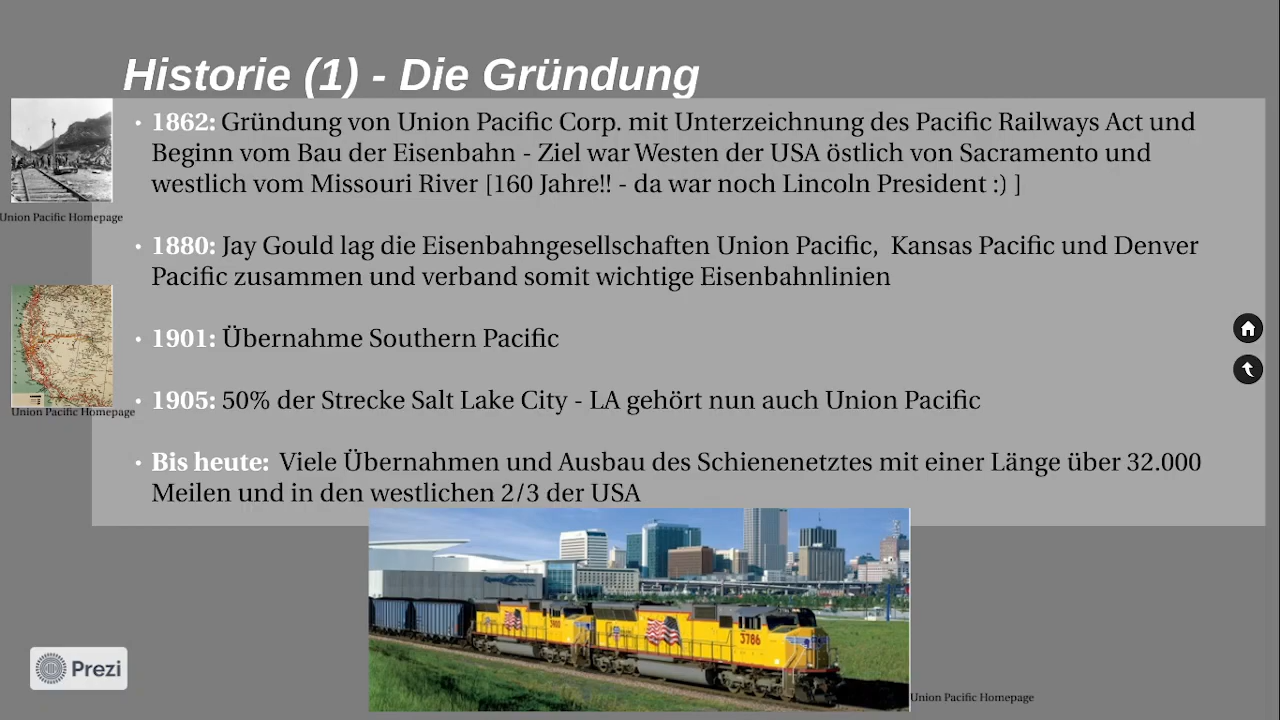 Historie (1) - Die Gründung
• 1862: Gründung von Union Pacific Corp. mit Unterzeichnung des Pacific Railways Act und
Beginn vom Bau der Eisenbahn - Ziel war Westen der USA östlich von Sacramento und
westlich vom Missouri River [160 Jahre!! - da war noch Lincoln President :) ]
Union Pacific Homepage
• 1880: Jay Gould lag die Eisenbahngesellschaften Union Pacific,  Kansas Pacific und Denver
Pacific zusammen und verband somit wichtige Eisenbahnlinien
• 1901: Übernahme Southern Pacific
• 1905: 50% der Strecke Salt Lake City - LA gehört nun auch Union Pacific
Union Pacific Homepage
• Bis heute:  Viele Übernahmen und Ausbau des Schienenetztes mit einer Länge über 32.000
Meilen und in den westlichen 2/3 der USA
3786
Prezi
Union Pacific Homepage